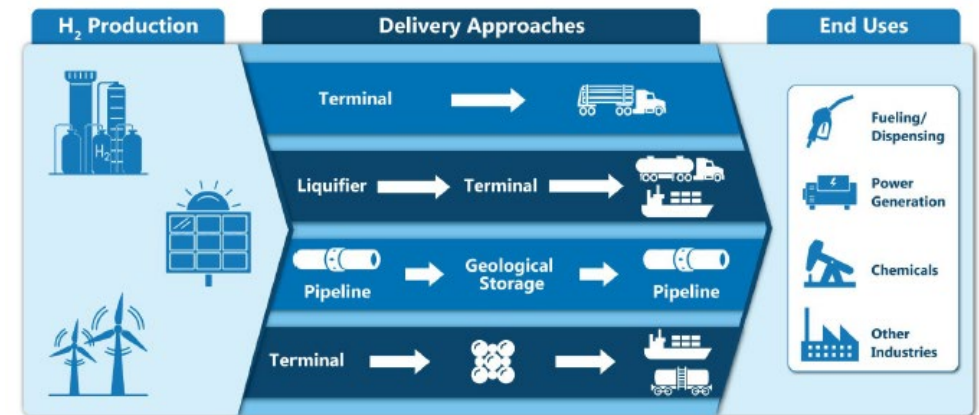 H₂ Production
Delivery Approaches
End Uses
H₂
Terminal
Liquifier
Terminal
Pipeline
Geological
Storage
Pipeline
Terminal
Fueling/
Dispensing
Power
Generation
Chemicals
Other
Industries